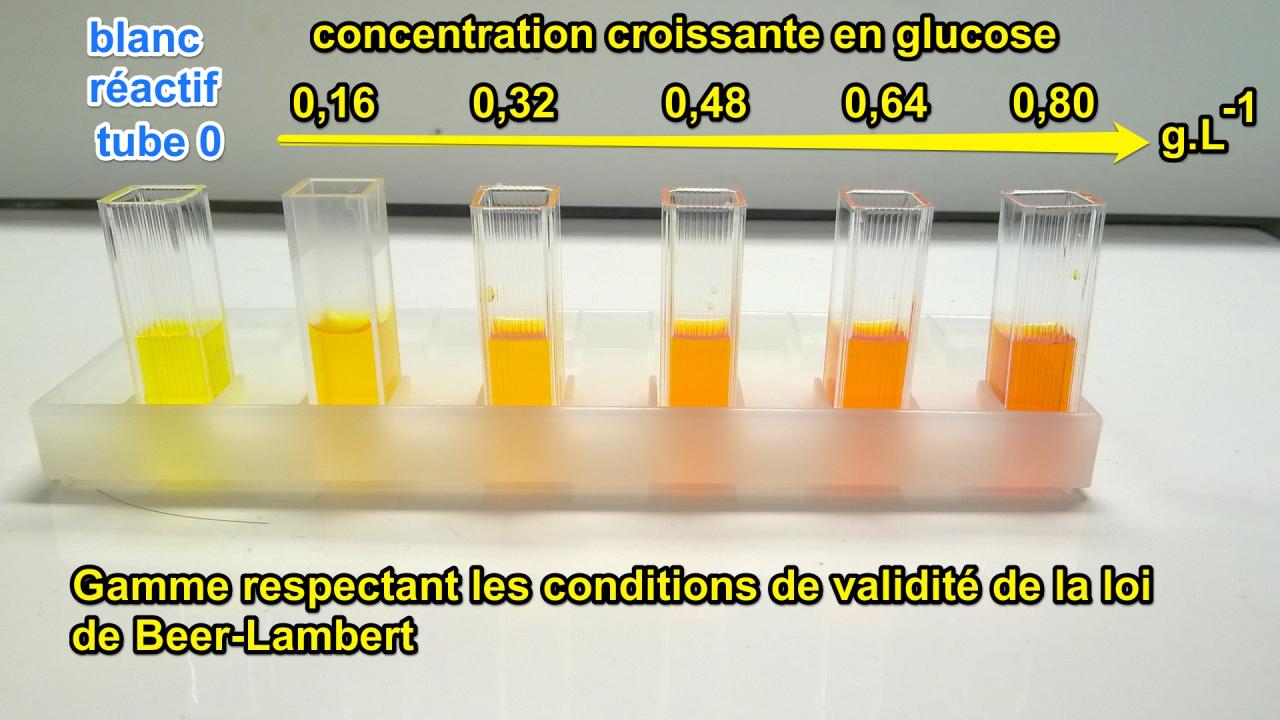 blanc
réactif
tube 0
concentration croissante en glucose
0,16 0,32 0,48 0,64 0,80
g.L-1
Gamme respectant les conditions de validité de la loi
de Beer-Lambert